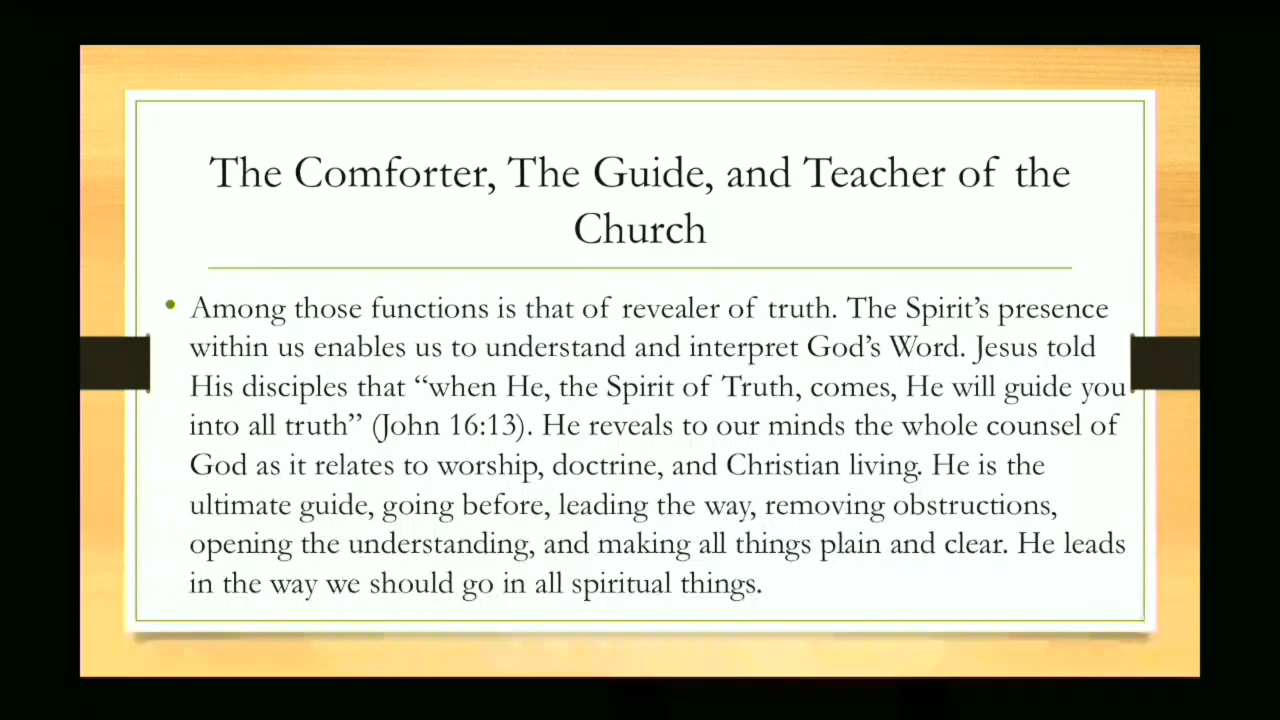 The Comforter, The Guide, and Teacher of the
Church
• Among those functions is that of revealer of truth. The Spirit’s presence
within us enables us to understand and interpret God’s Word. Jesus told
His disciples that “when He, the Spirit of Truth, comes, He will guide you
into all truth” (John 16:13). He reveals to our minds the whole counsel of
God as it relates to worship, doctrine, and Christian living. He is the
ultimate guide, going before, leading the way, removing obstructions,
opening the understanding, and making all things plain and clear. He leads
in the way we should go in all spiritual things.